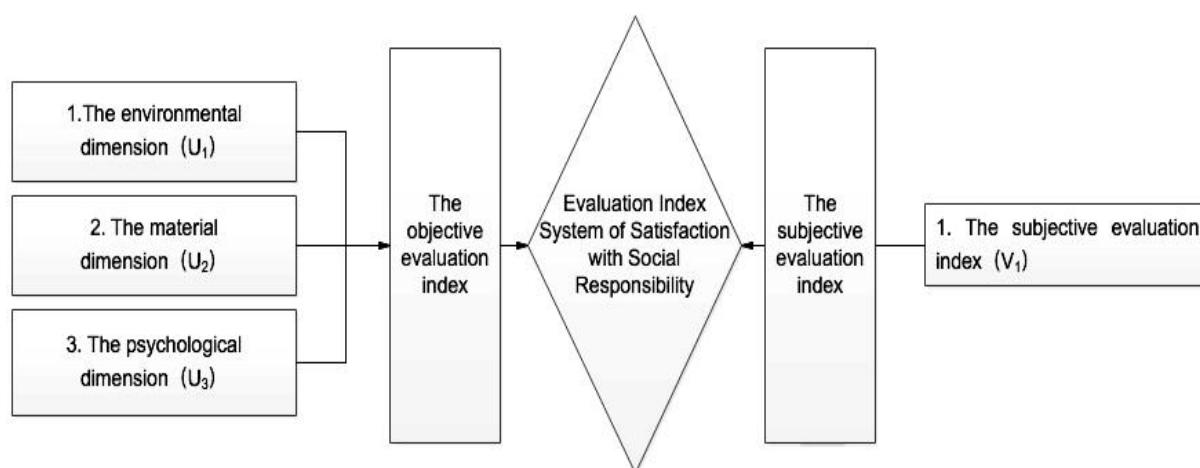 1.The environmental
dimension (U₁)
2. The material
dimension (U₂)
3. The psychological
dimension (U₃)
The
objective
evaluation
index
Evaluation Index
System of Satisfaction
with Social
Responsibility
The
subjective
evaluation
index
1. The subjective evaluation
index (V₁)